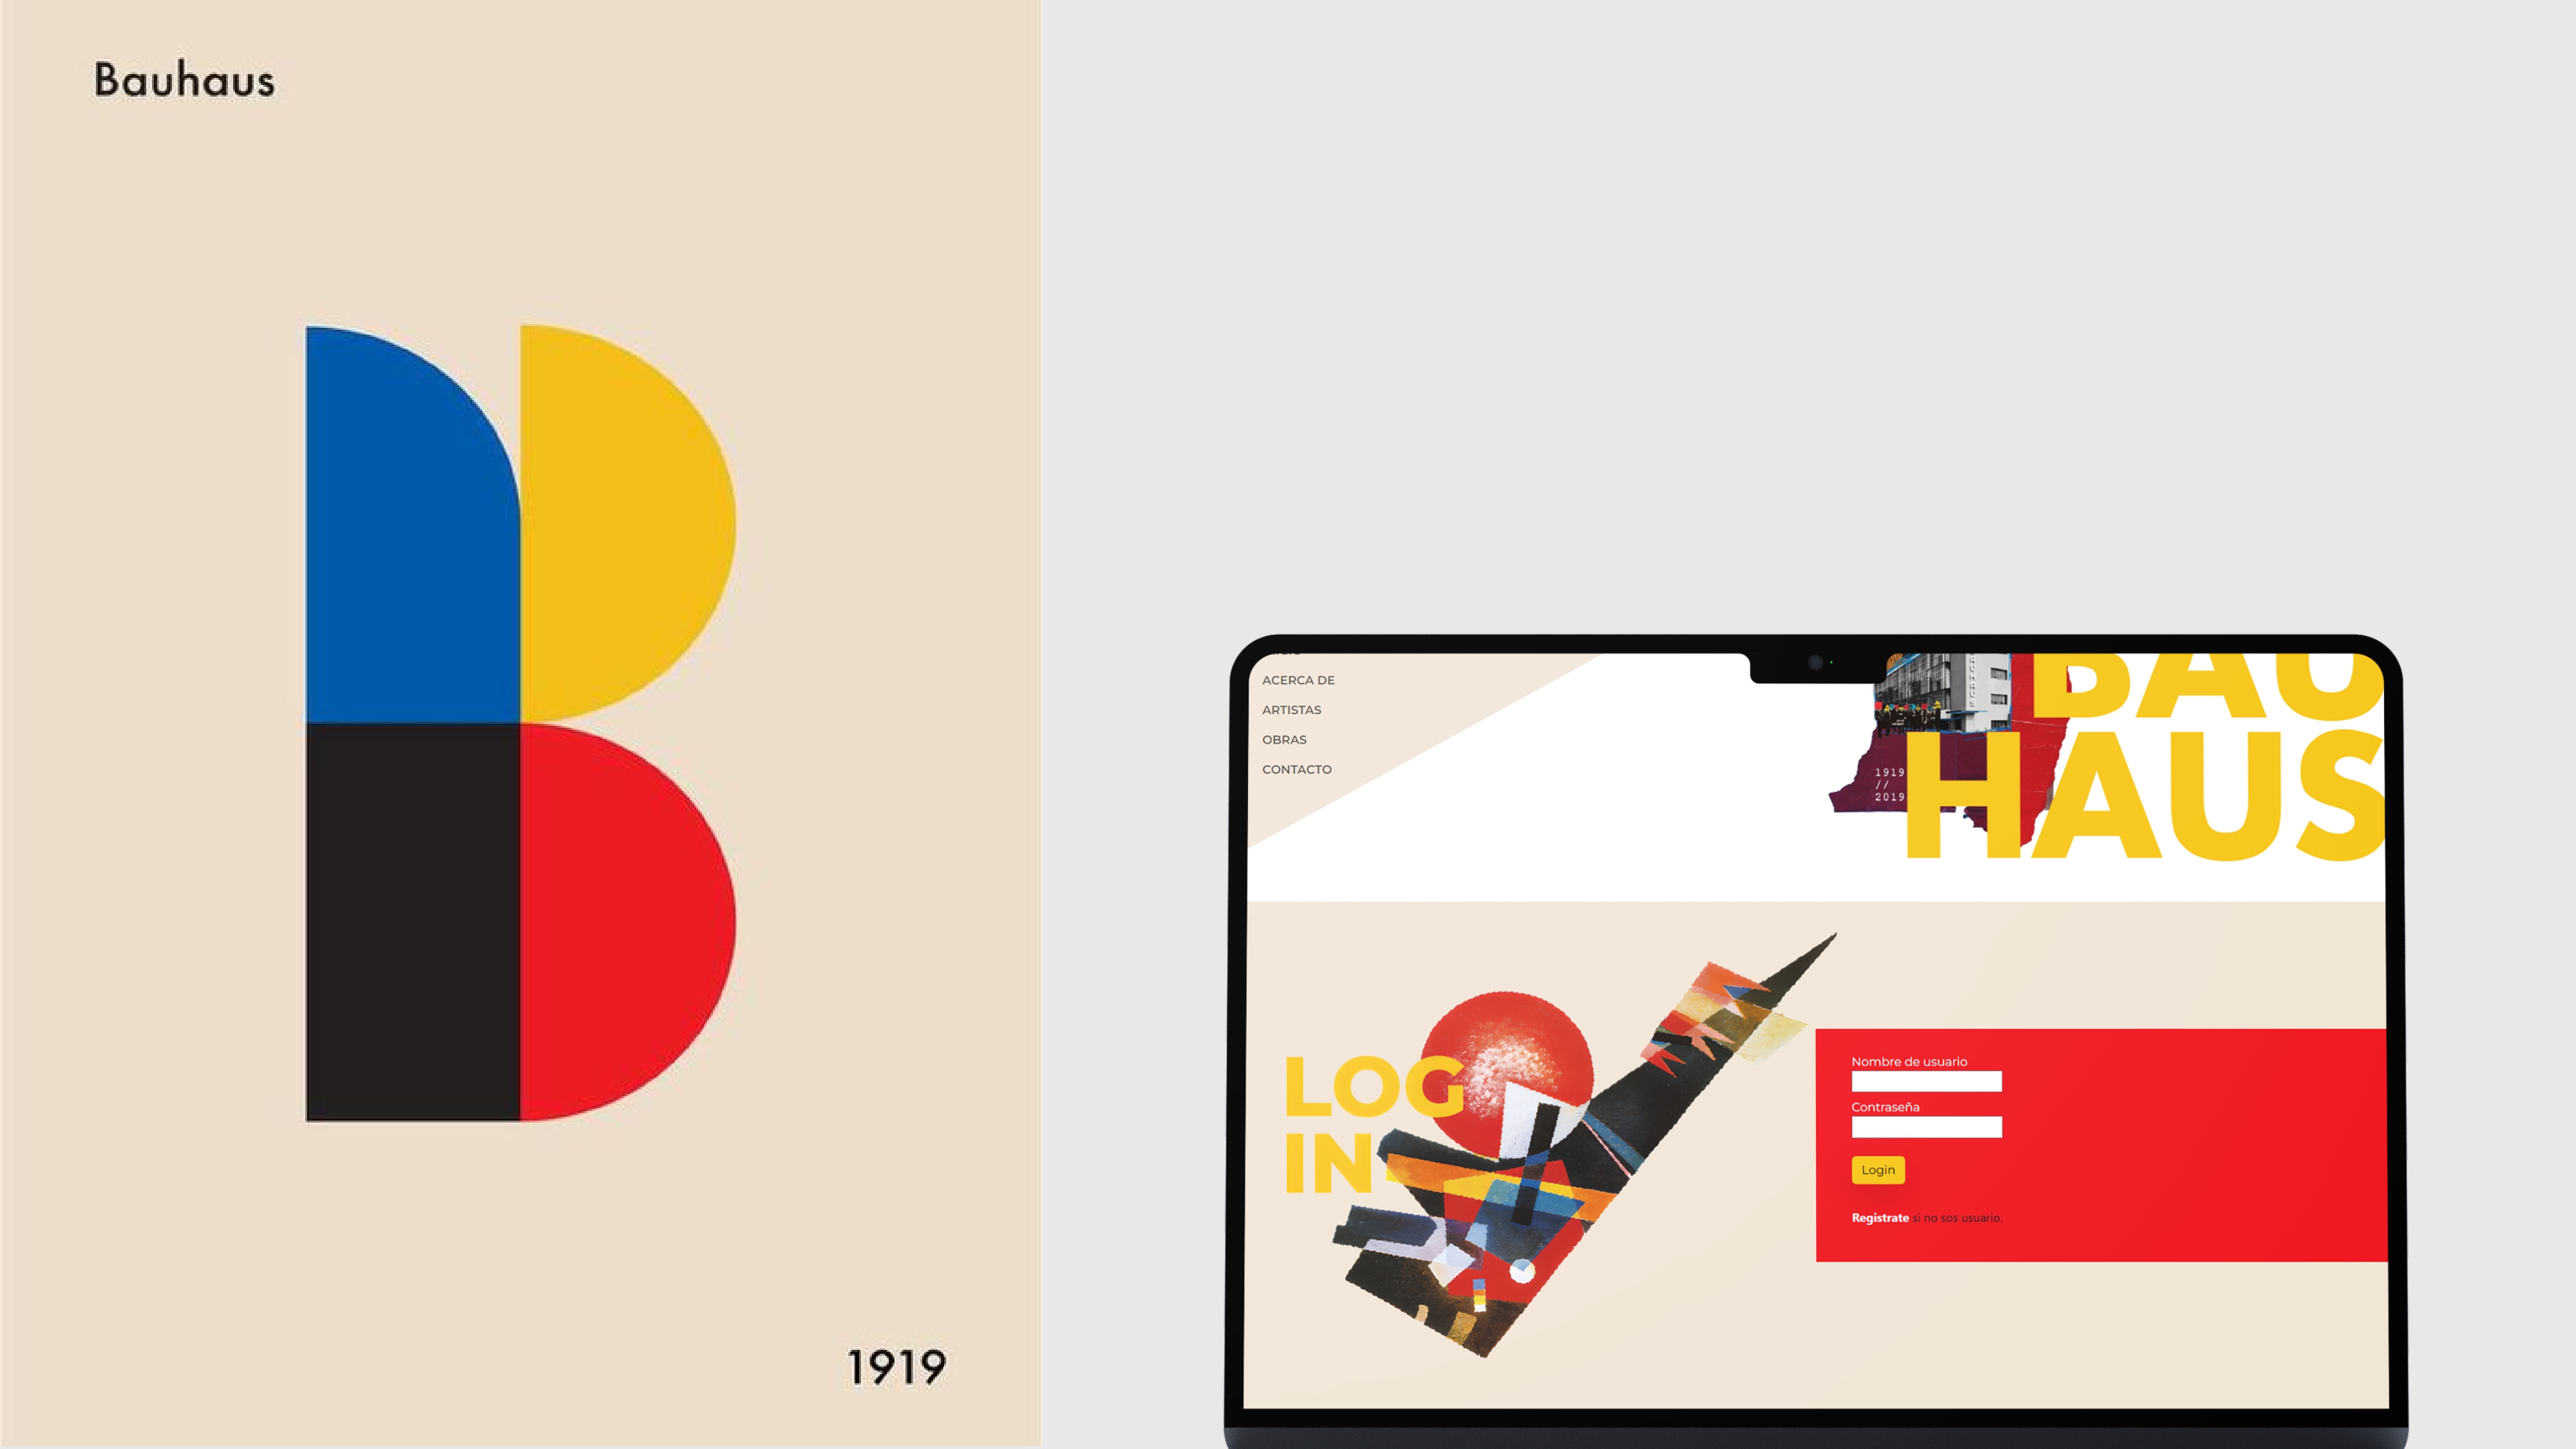 Bauhaus
1919
ACERCA DE
ARTISTAS
OBRAS
CONTACTO
BAU
HAUS
1919
//
2019
LOG
IN
Nombre de usuario
Contraseña
Login
Registrate si no sos usuario.